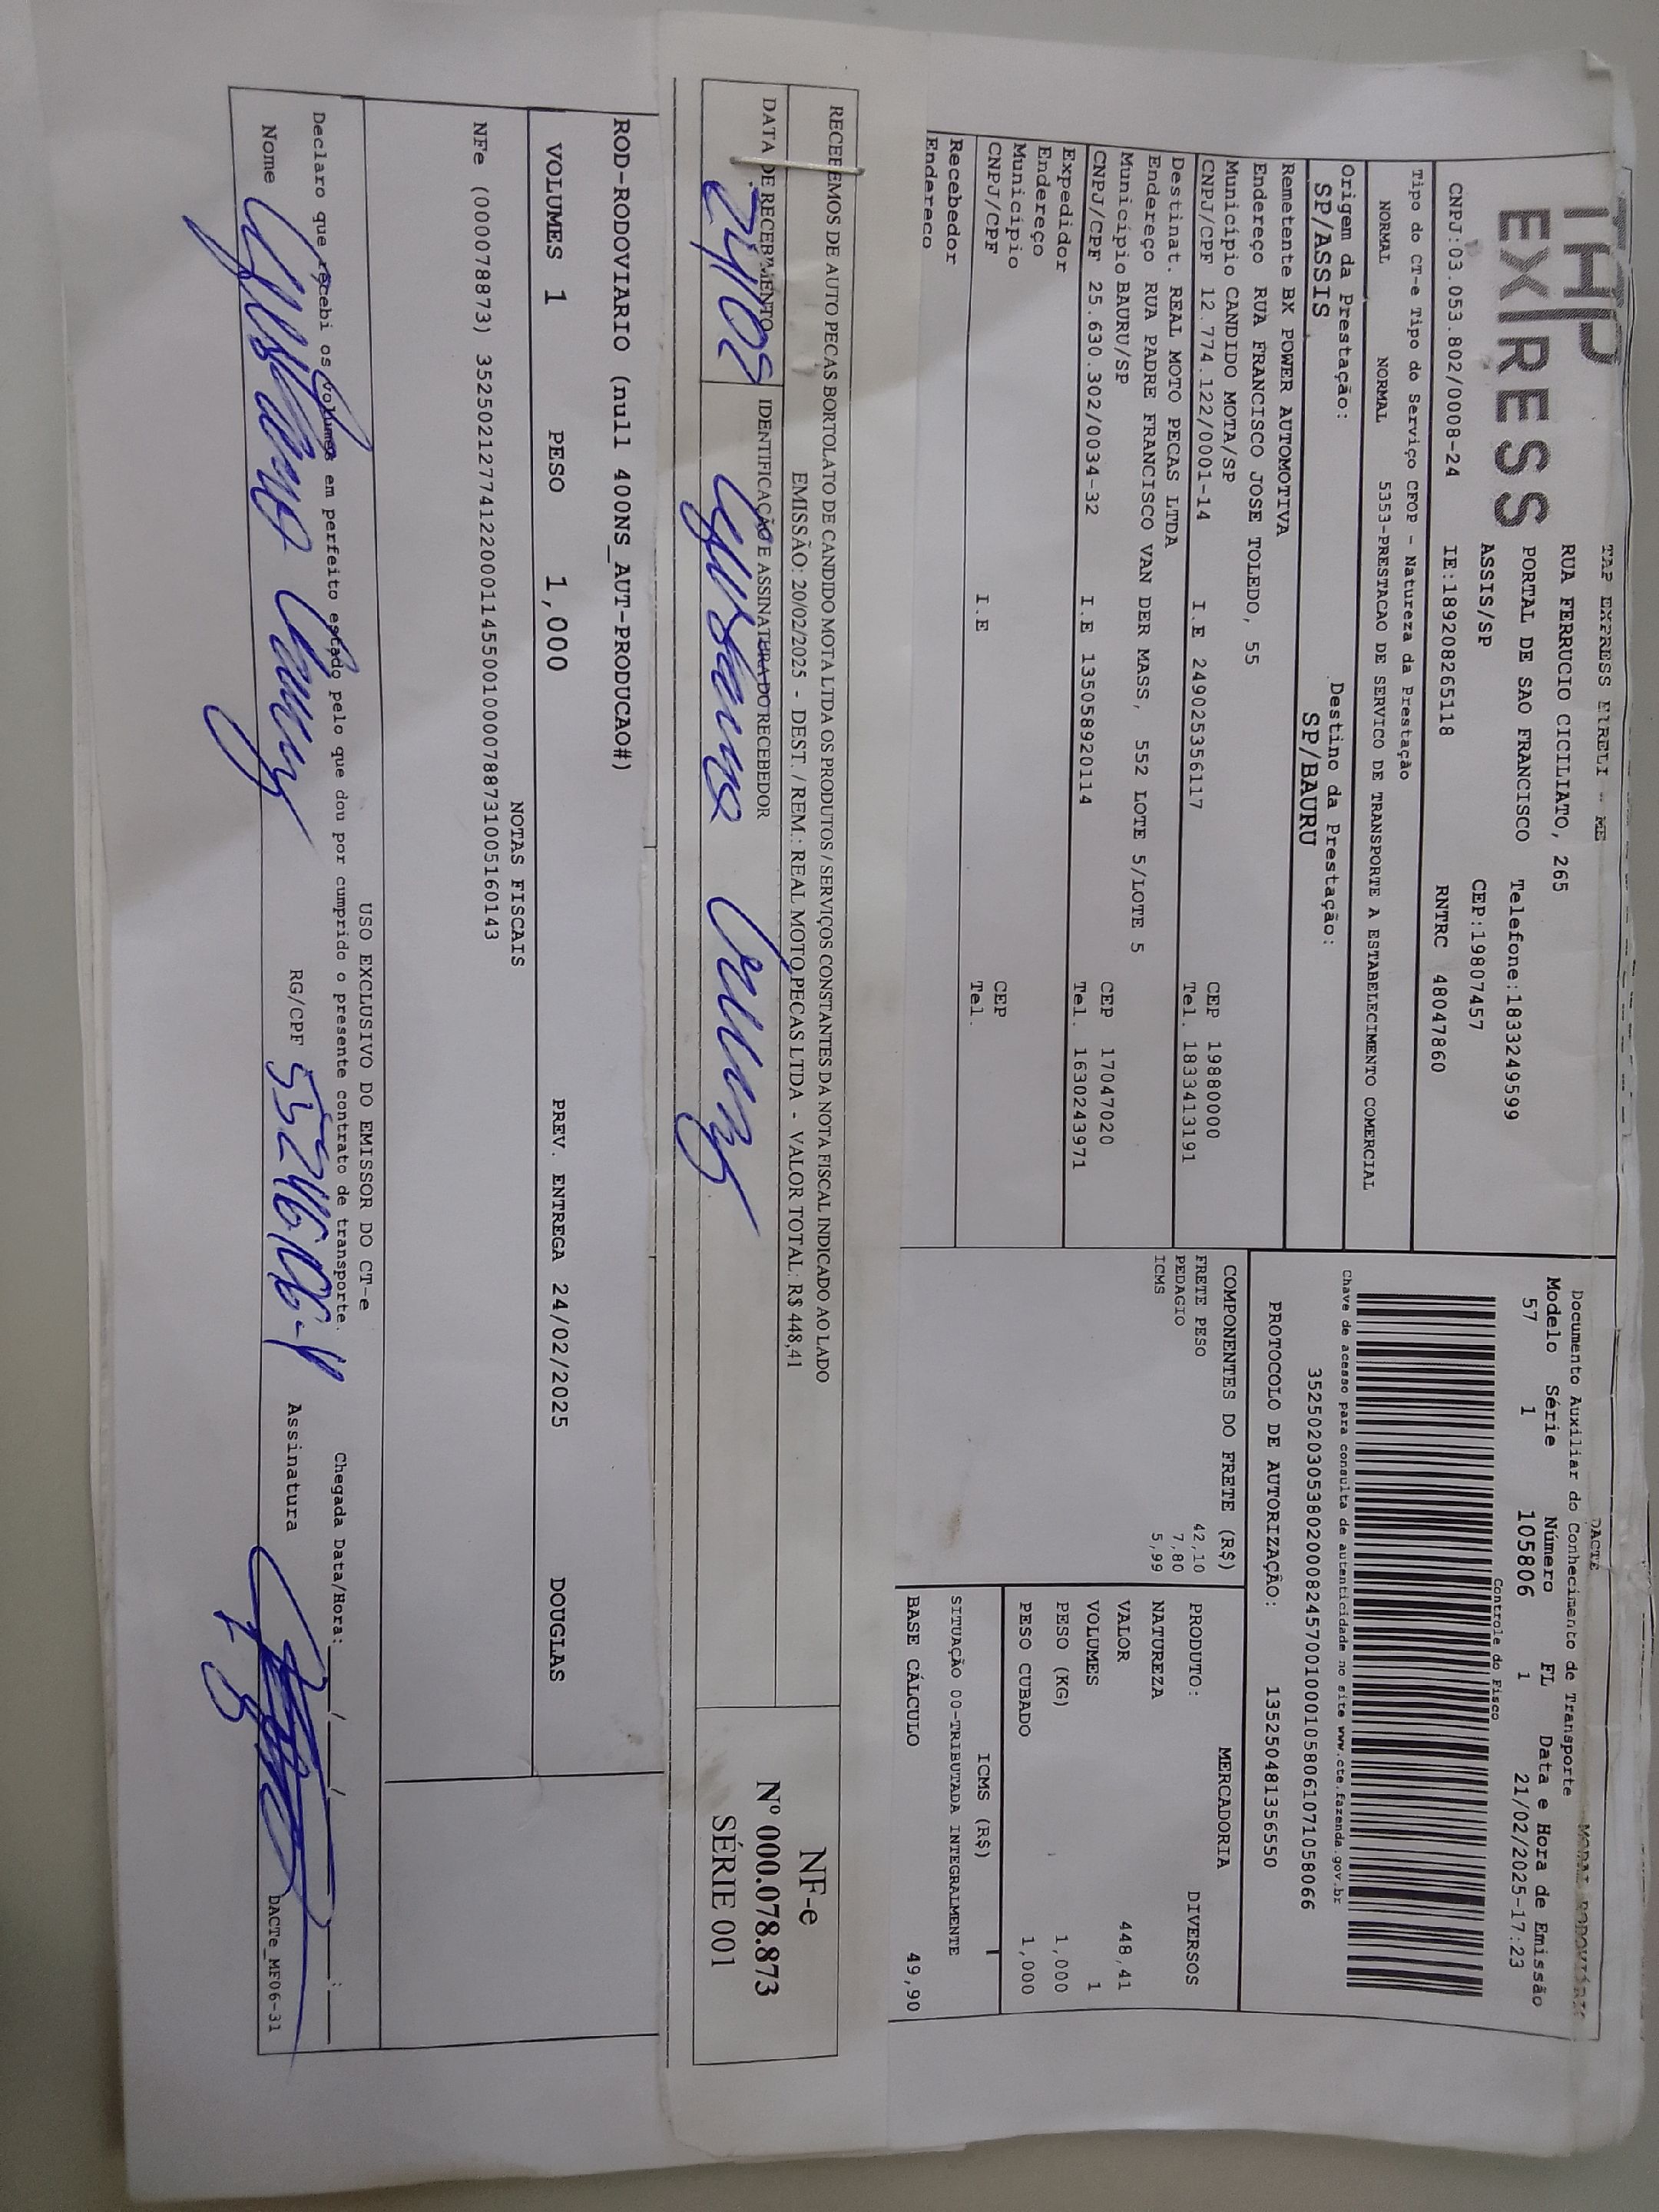 TAP EXPRESS EIRELI - ME
EXPRESS
RUA FERRUCIO CICILIATO, 265
PORTAL DE SAO FRANCISCO Telefone:1833249599
ASSIS/SP CEP:19807457
CNPJ:03.053.802/0008-24 IE:189208265118 RNTRC 48047860
DACTE
MODAL RODOVIÁRIO
Documento Auxiliar do Conhecimento de Transporte
Modelo Série Número FL Data e Hora de Emissão
57 1 105806 1 21/02/2025-17:23
Controle do Fisco
Chave de acesso para consulta de autenticidade no site www.cte.fazenda.gov.br
35250203053802000824570010001058061071058066
PROTOCOLO DE AUTORIZAÇÃO: 135250481356550
Tipo do CT-e Tipo do Serviço CFOP - Natureza da Prestação
NORMAL NORMAL 5353-PRESTACAO DE SERVICO DE TRANSPORTE A ESTABELECIMENTO COMERCIAL
Origem da Prestação: Destino da Prestação:
SP/ASSIS SP/BAURU
Remetente BX POWER AUTOMOTIVA
Endereço RUA FRANCISCO JOSE TOLEDO, 55
Município CANDIDO MOTA/SP CEP 19880000
CNPJ/CPF 12.774.122/0001-14 I.E 249025356117 Tel. 1833413191
Destinat. REAL MOTO PECAS LTDA
Endereço RUA PADRE FRANCISCO VAN DER MASS, 552 LOTE 5/LOTE 5
Município BAURU/SP CEP 17047020
CNPJ/CPF 25.630.302/0034-32 I.E 135058920114 Tel. 1630243971
Expedidor
Endereço
Município CEP
CNPJ/CPF I.E Tel.
Recebedor
Endereço
COMPONENTES DO FRETE (R$)
FRETE PESO 42,10
PEDAGIO 7,80
ICMS 5,99
MERCADORIA
PRODUTO: DIVERSOS
NATUREZA
VALOR 448,41
VOLUMES 1
PESO (KG) 1,000
PESO CUBADO 1,000
ICMS (R$)
SITUAÇÃO 00-TRIBUTADA INTEGRALMENTE
BASE CÁLCULO 49,90
RECEBEMOS DE AUTO PECAS BORTOLATO DE CANDIDO MOTA LTDA OS PRODUTOS / SERVIÇOS CONSTANTES DA NOTA FISCAL INDICADO AO LADO
EMISSÃO: 20/02/2025 - DEST. / REM.: REAL MOTO PECAS LTDA - VALOR TOTAL: R$ 448,41
DATA DE RECEBIMENTO IDENTIFICAÇÃO E ASSINATURA DO RECEBEDOR
NF-e
Nº 000.078.873
SÉRIE 001
ROD-RODOVIARIO (null 400NS_AUT-PRODUCAO#)
VOLUMES 1 PESO 1,000 PREV. ENTREGA 24/02/2025 DOUGLAS
NOTAS FISCAIS
NFe (000078873) 35250212774122000114550010000788731005160143
USO EXCLUSIVO DO EMISSOR DO CT-e
Declaro que recebi os volumes em perfeito estado pelo que dou por cumprido o presente contrato de transporte. Chegada Data/Hora: / / :
Nome RG/CPF Assinatura
DACTe_MF06-31